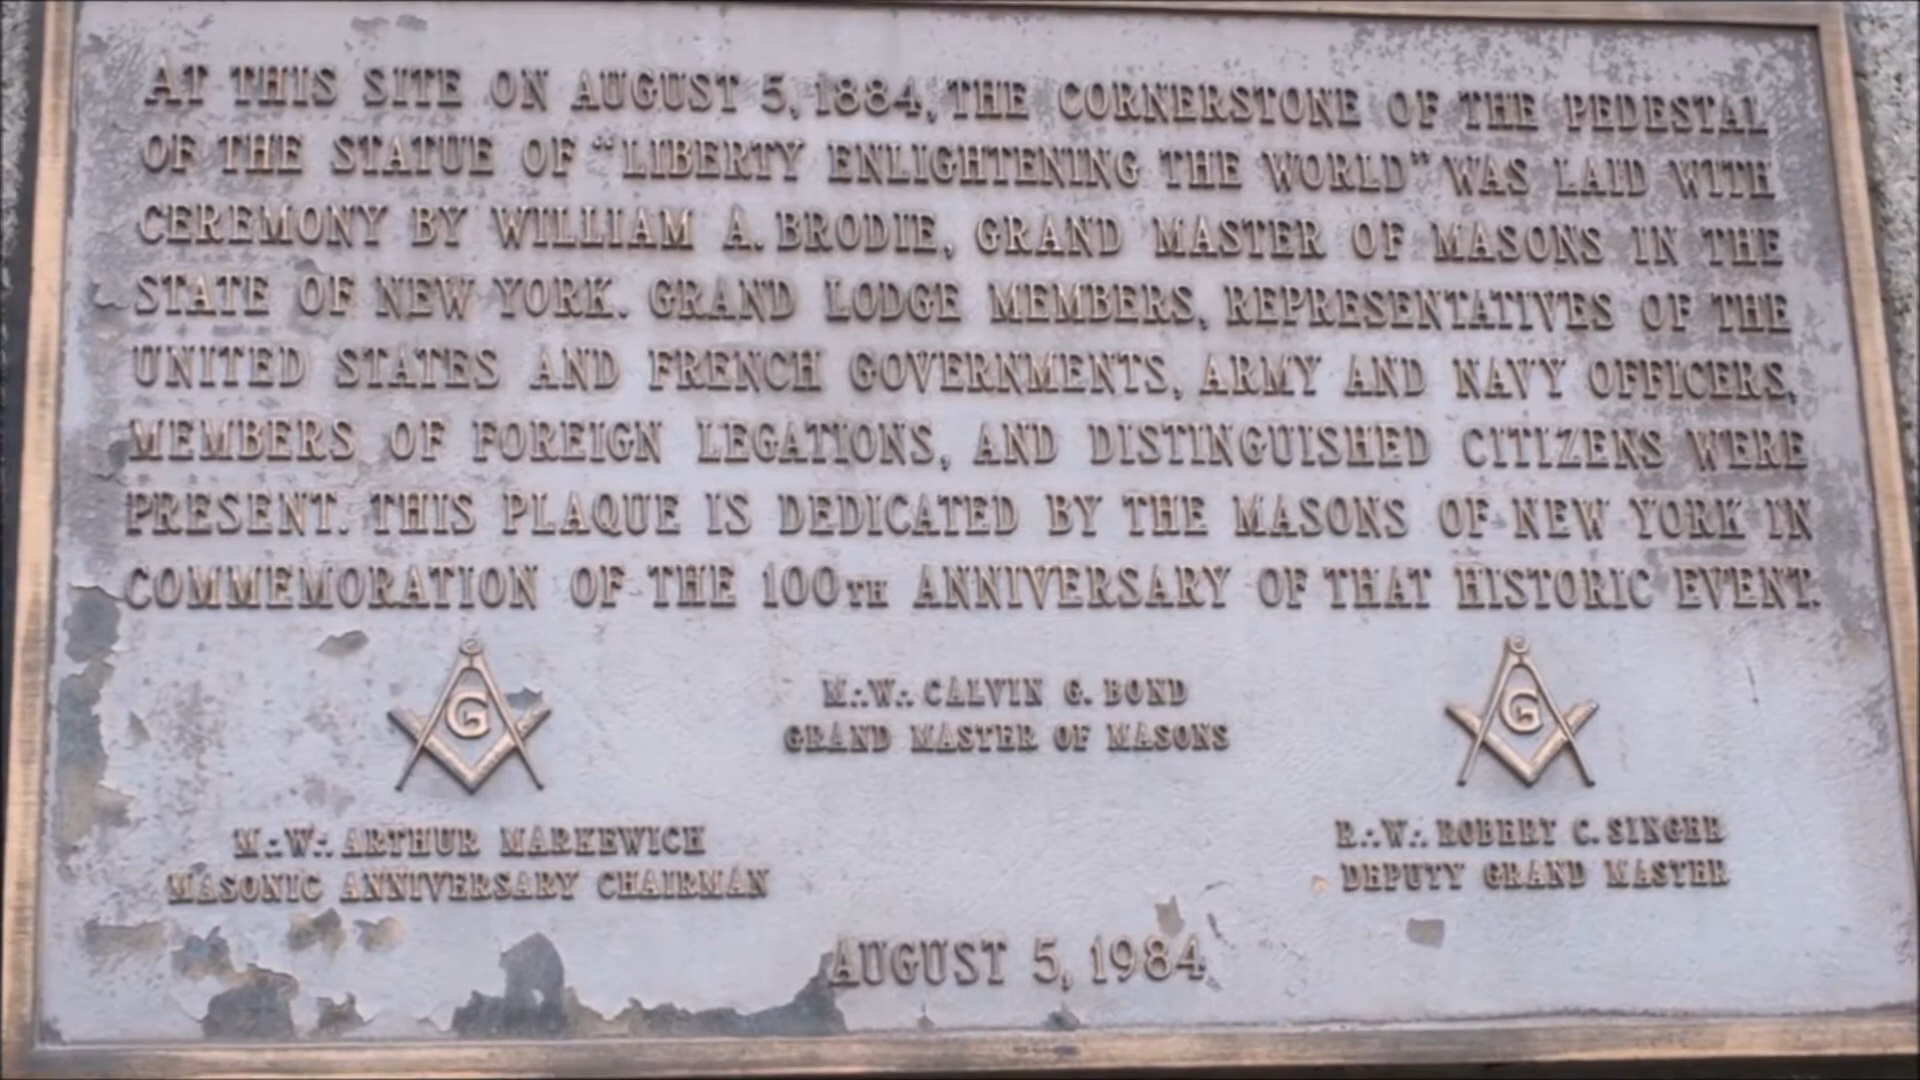 AT THIS SITE ON AUGUST 5, 1884, THE CORNERSTONE OF THE PEDESTAL
OF THE STATUE OF “LIBERTY ENLIGHTENING THE WORLD” WAS LAID WITH
CEREMONY BY WILLIAM A. BRODIE, GRAND MASTER OF MASONS IN THE
STATE OF NEW YORK. GRAND LODGE MEMBERS, REPRESENTATIVES OF THE
UNITED STATES AND FRENCH GOVERNMENTS, ARMY AND NAVY OFFICERS,
MEMBERS OF FOREIGN LEGATIONS, AND DISTINGUISHED CITIZENS WERE
PRESENT. THIS PLAQUE IS DEDICATED BY THE MASONS OF NEW YORK IN
COMMEMORATION OF THE 100TH ANNIVERSARY OF THAT HISTORIC EVENT.
G
G
M∴W∴ CALVIN G. BOND
GRAND MASTER OF MASONS
M∴W∴ ARTHUR MARKEWICH
MASONIC ANNIVERSARY CHAIRMAN
R∴W∴ ROBERT C. SINGER
DEPUTY GRAND MASTER
AUGUST 5, 1984